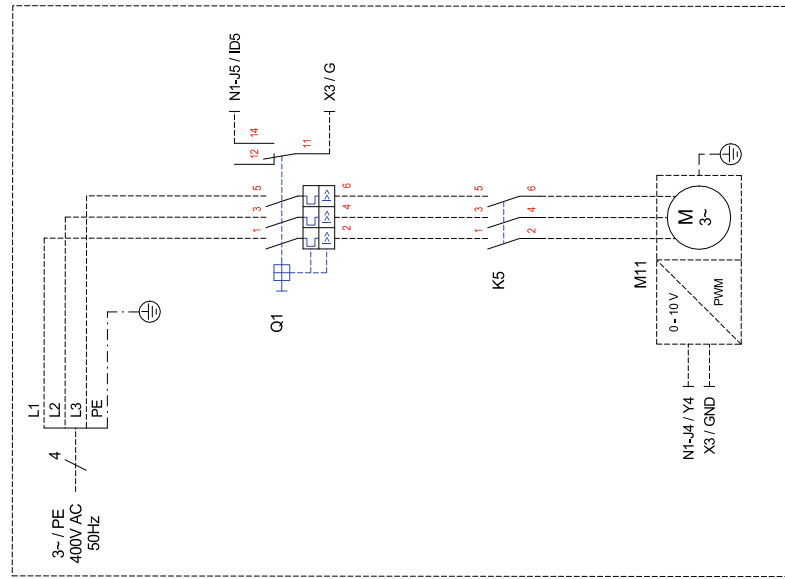 N1-J5 / ID5
X3 / G
14
12
11
5
3
1
6
4
2
Q1
L1
L2
L3
PE
4
3~ / PE
400V AC
50Hz
5
3
1
6
4
2
K5
I>
I>
I>
M11
0-10 V
PWM
M
3~
N1-J4 / Y4
X3 / GND